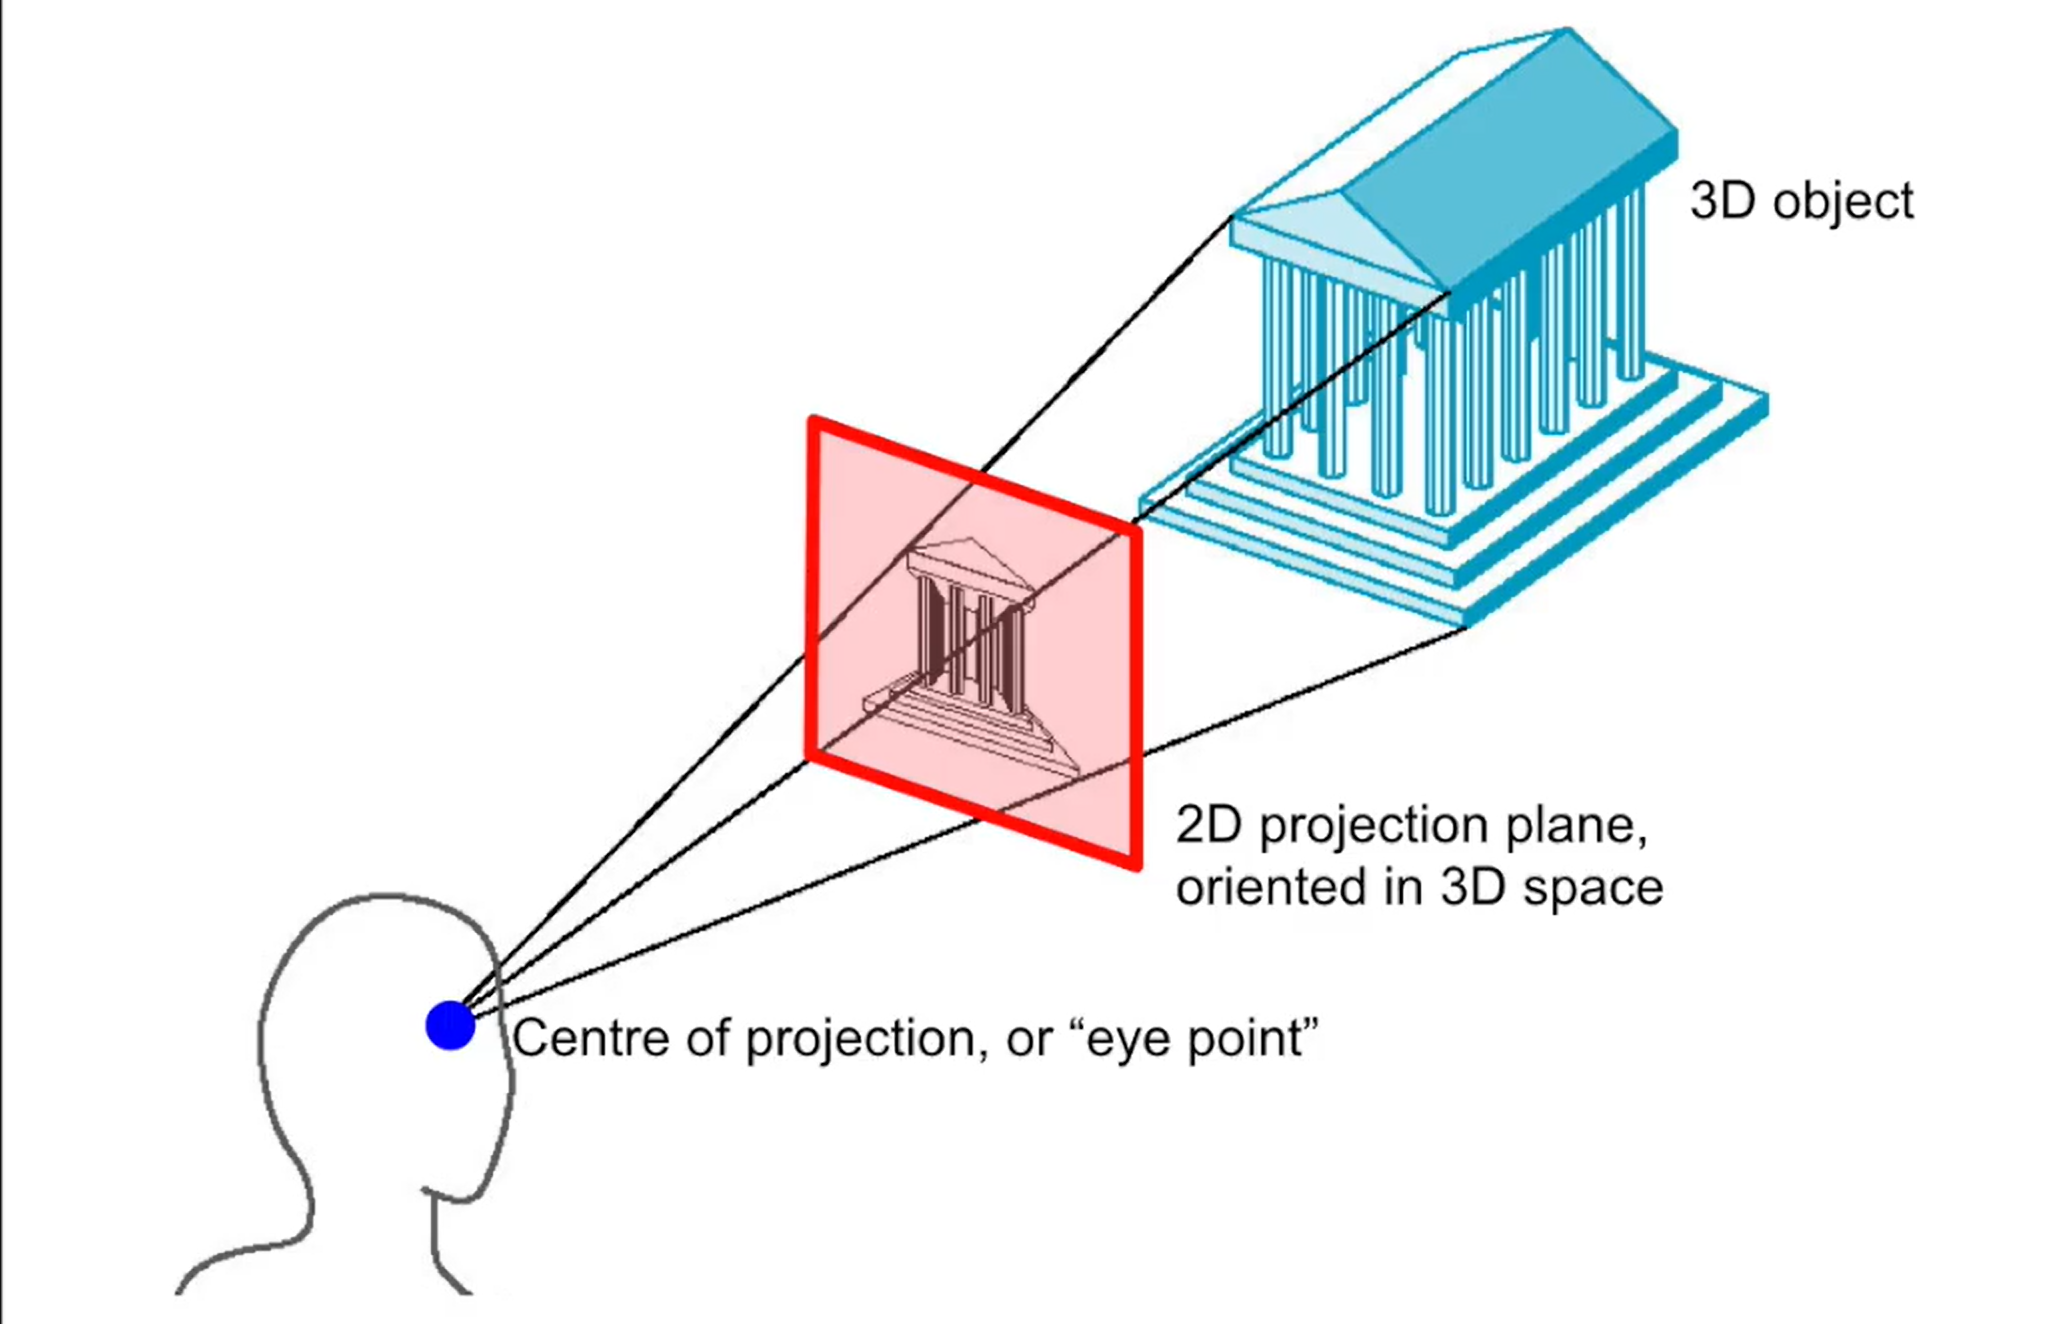 3D object
2D projection plane,
oriented in 3D space
Centre of projection, or “eye point”